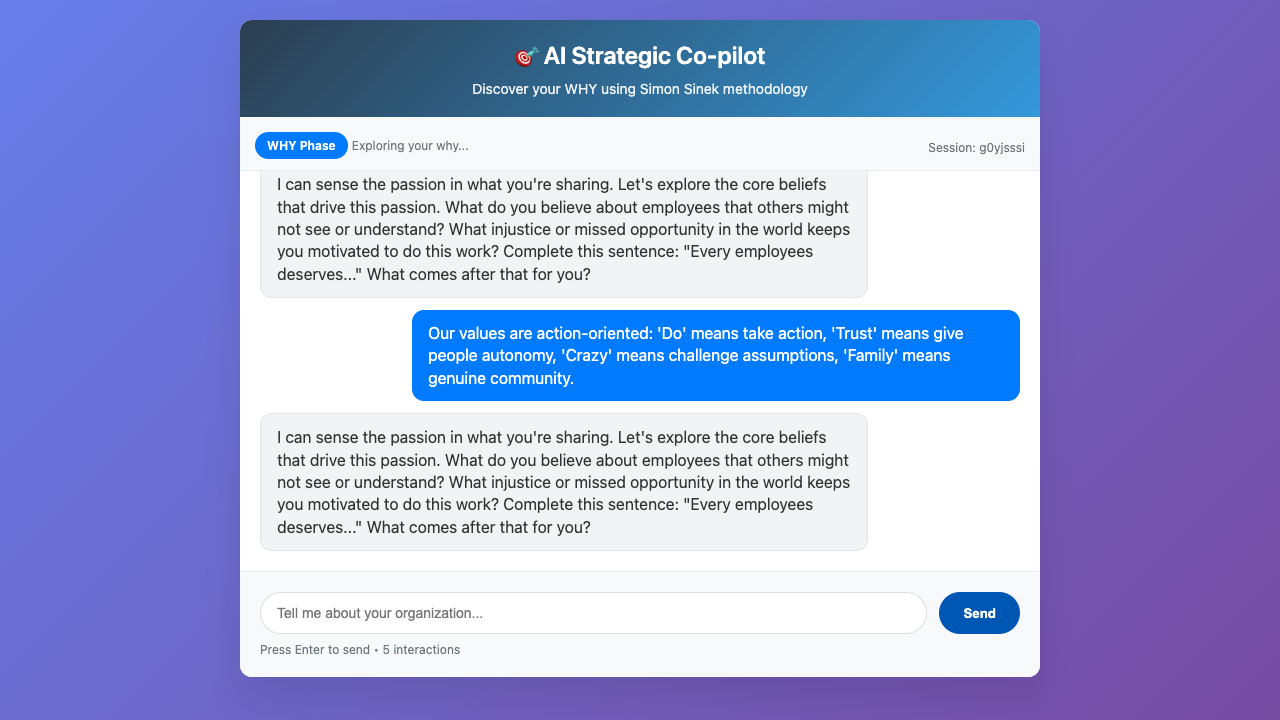 🎯 AI Strategic Co-pilot
Discover your WHY using Simon Sinek methodology
WHY Phase Exploring your why...
Session: g0yjsssi
I can sense the passion in what you're sharing. Let's explore the core beliefs
that drive this passion. What do you believe about employees that others might
not see or understand? What injustice or missed opportunity in the world keeps
you motivated to do this work? Complete this sentence: "Every employees
deserves..." What comes after that for you?
Our values are action-oriented: 'Do' means take action, 'Trust' means give
people autonomy, 'Crazy' means challenge assumptions, 'Family' means
genuine community.
I can sense the passion in what you're sharing. Let's explore the core beliefs
that drive this passion. What do you believe about employees that others might
not see or understand? What injustice or missed opportunity in the world keeps
you motivated to do this work? Complete this sentence: "Every employees
deserves..." What comes after that for you?
Tell me about your organization...
Send
Press Enter to send • 5 interactions